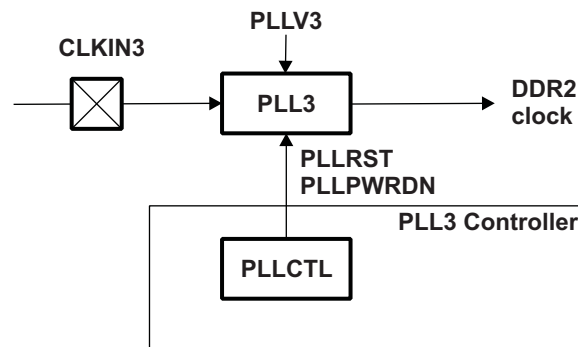 PLLV3
CLKIN3
PLL3
DDR2
clock
PLLRST
PLLPWRDN
PLL3 Controller
PLLCTL